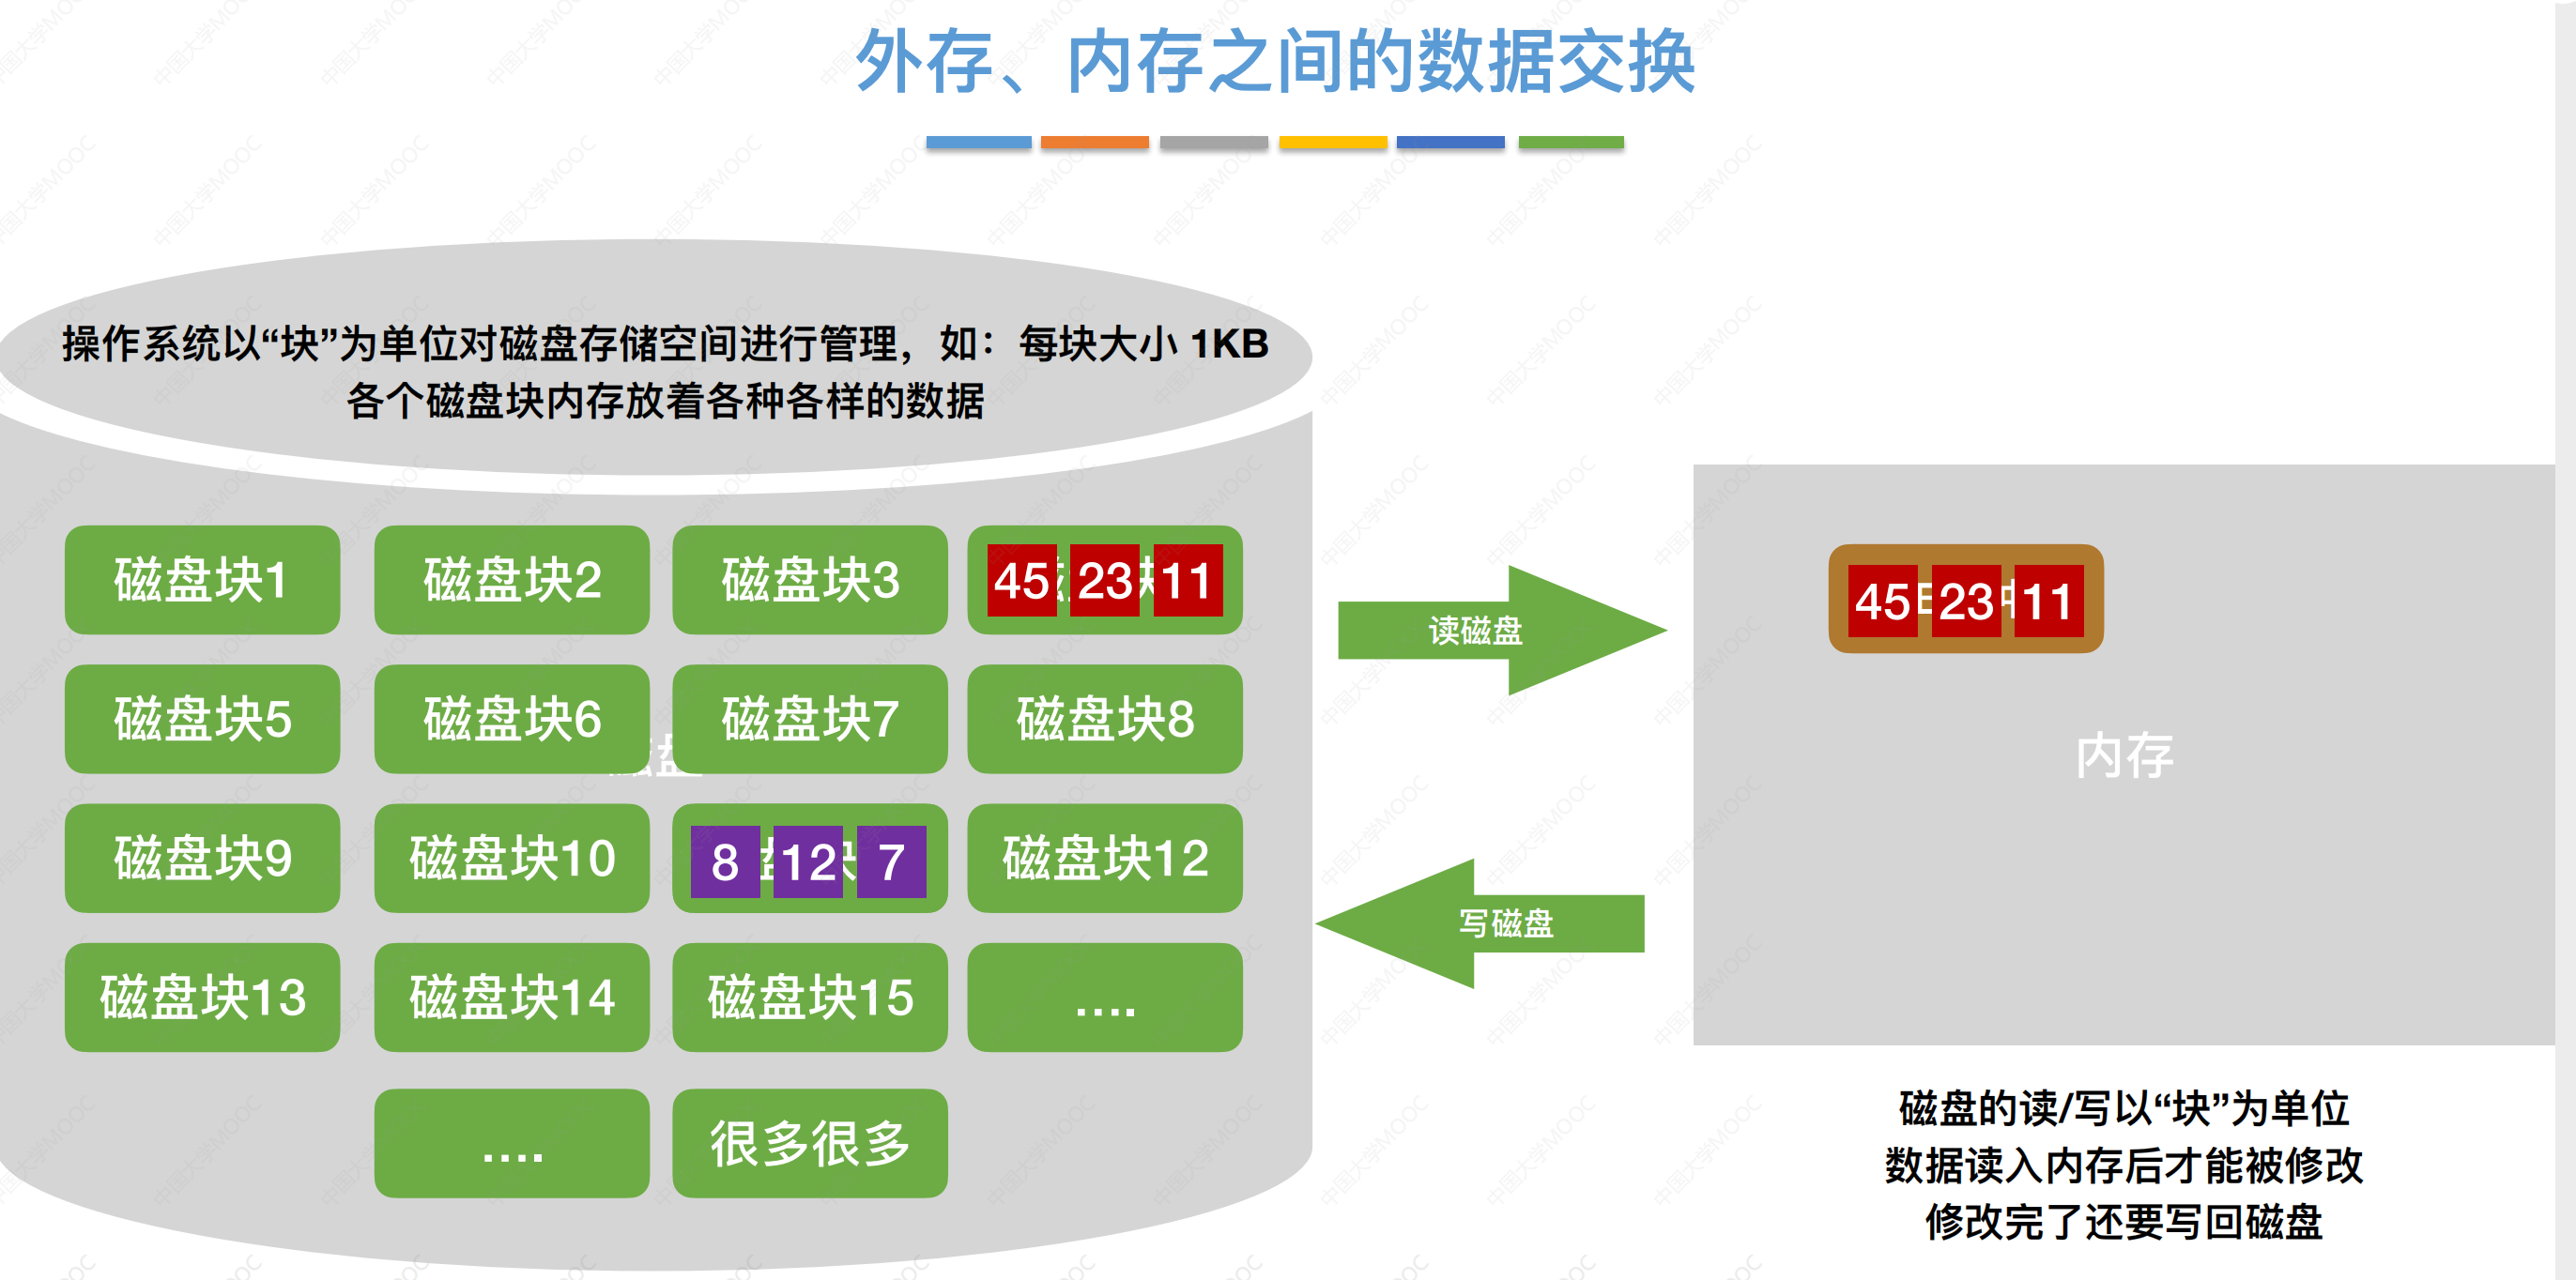 外存、内存之间的数据交换
操作系统以“块”为单位对磁盘存储空间进行管理，如：每块大小 1KB
各个磁盘块内存放着各种各样的数据
磁盘块1
磁盘块2
磁盘块3
45
23
11
磁盘块5
磁盘块6
磁盘块7
磁盘块8
磁盘块9
磁盘块10
8
12
7
磁盘块12
磁盘块13
磁盘块14
磁盘块15
....
....
很多很多
读磁盘
写磁盘
45
23
11
内存
磁盘的读/写以“块”为单位
数据读入内存后才能被修改
修改完了还要写回磁盘
中国大学MOOC